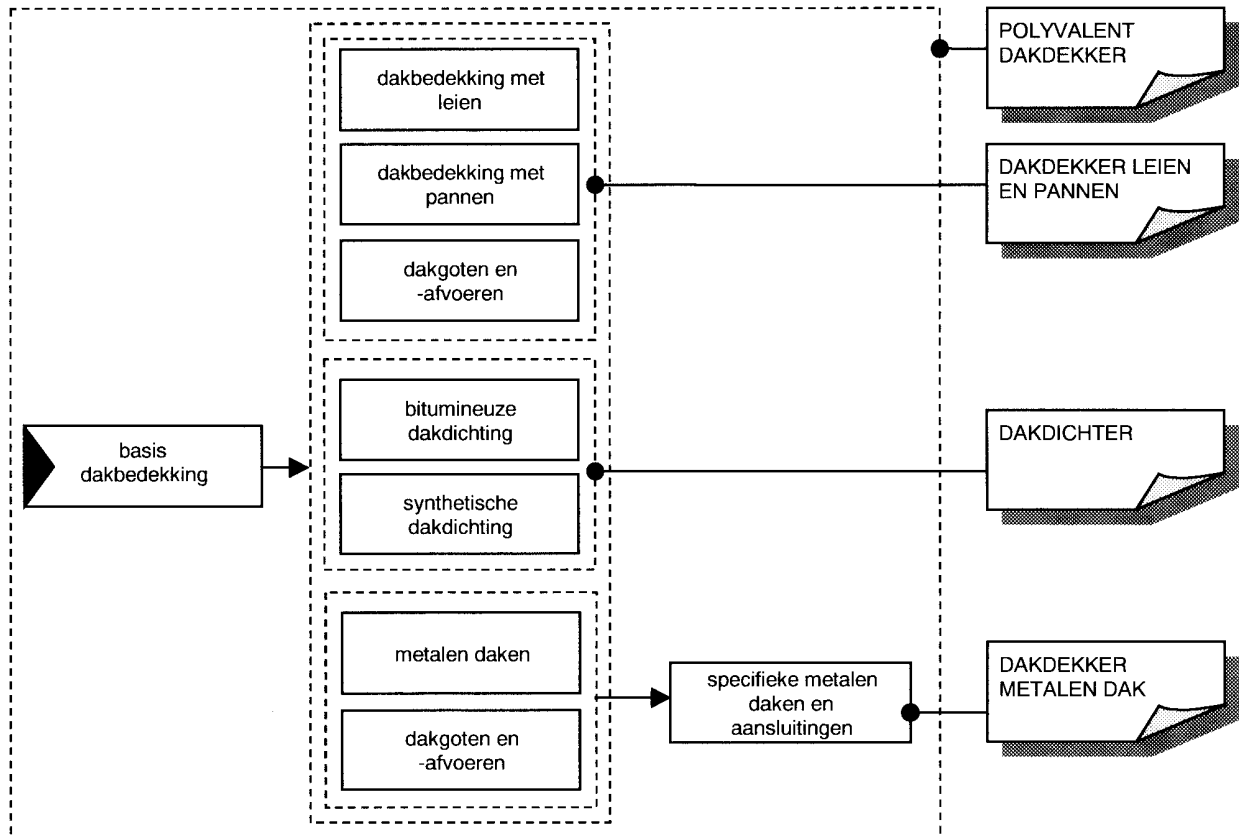 POLYVALENT
DAKDEKKER
dakbedekking met
leien
dakbedekking met
pannen
DAKDEKKER LEIEN
EN PANNEN
dakgoten en
-afvoeren
bitumineuze
dakdichting
DAKDICHTER
basis
dakbedekking
synthetische
dakdichting
metalen daken
specifieke metalen
daken en
aansluitingen
DAKDEKKER
METALEN DAK
dakgoten en
-afvoeren